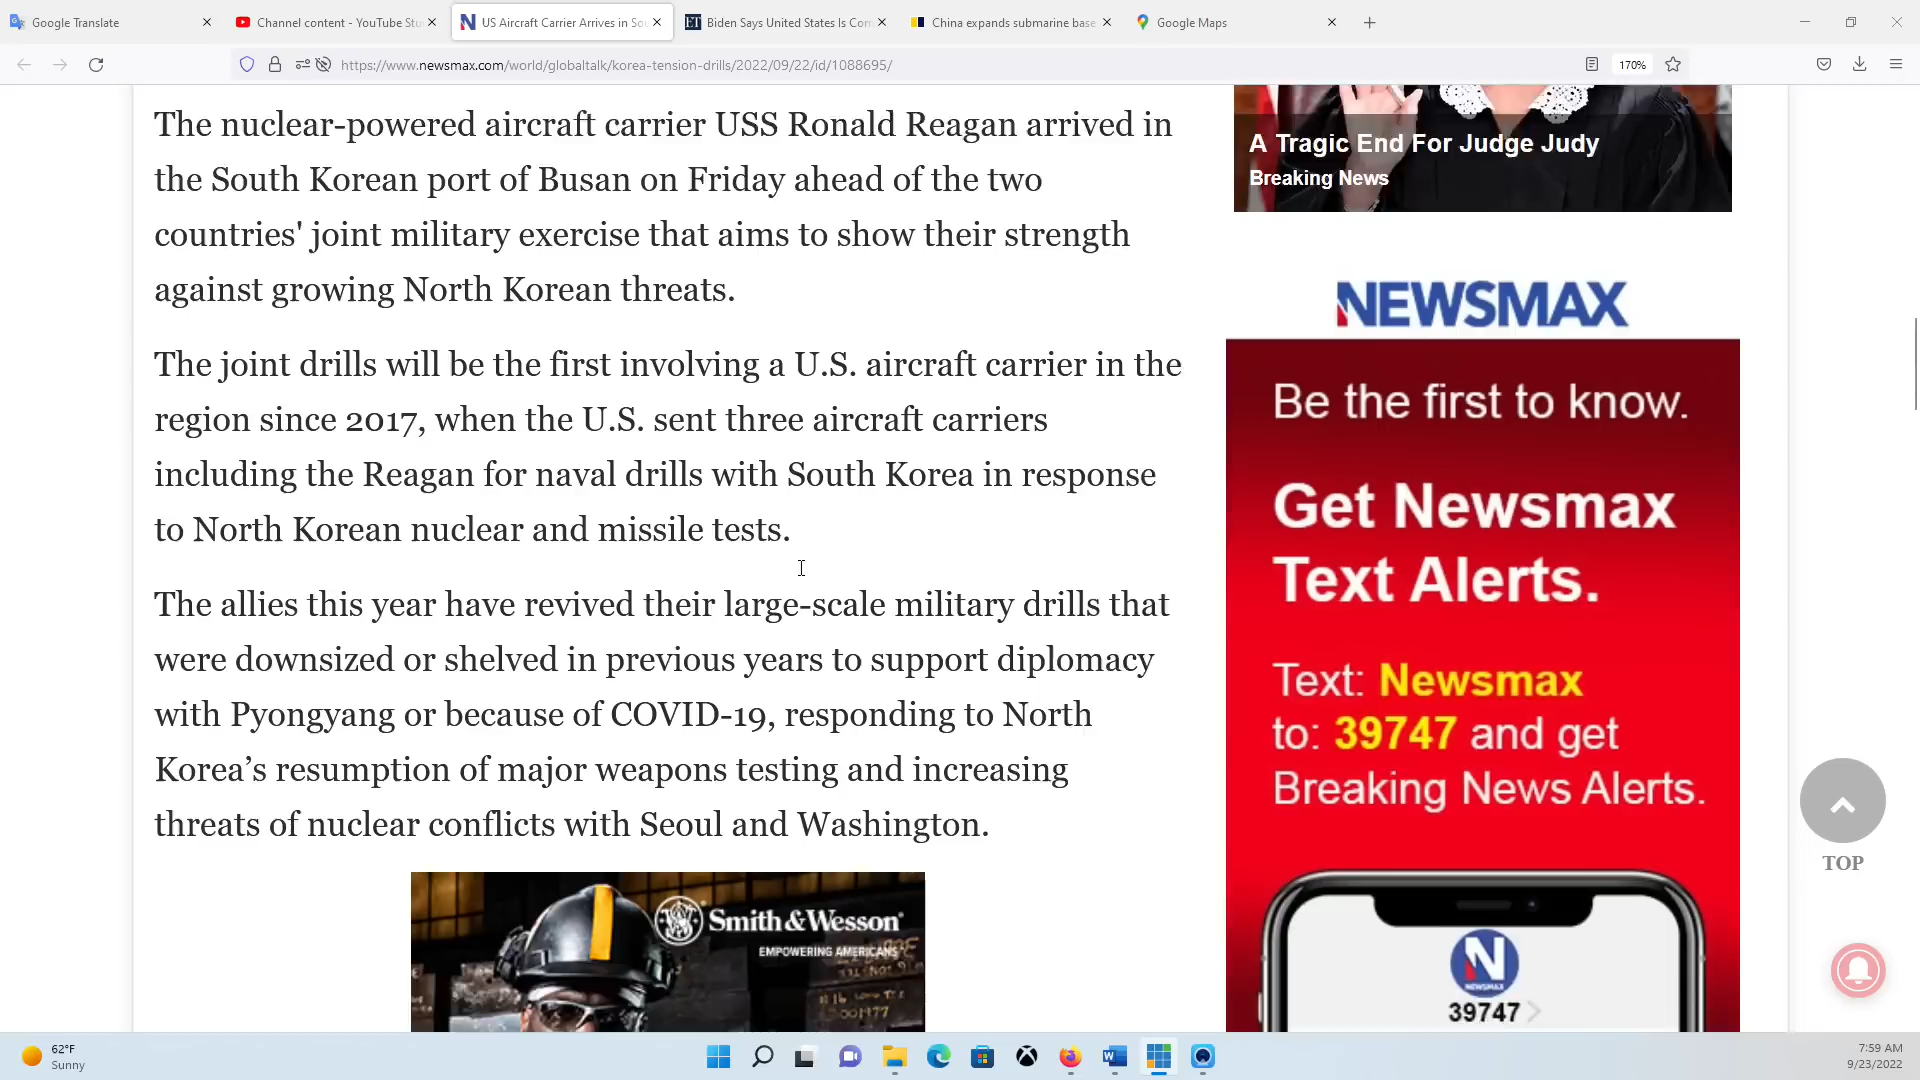 Google Translate
Channel content - YouTube Stu
US Aircraft Carrier Arrives in Sou
Biden Says United States Is Com
China expands submarine base
Google Maps
https://www.newsmax.com/world/globaltalk/korea-tension-drills/2022/09/22/id/1088695/
170%
The nuclear-powered aircraft carrier USS Ronald Reagan arrived in
the South Korean port of Busan on Friday ahead of the two
countries' joint military exercise that aims to show their strength
against growing North Korean threats.
The joint drills will be the first involving a U.S. aircraft carrier in the
region since 2017, when the U.S. sent three aircraft carriers
including the Reagan for naval drills with South Korea in response
to North Korean nuclear and missile tests.
The allies this year have revived their large-scale military drills that
were downsized or shelved in previous years to support diplomacy
with Pyongyang or because of COVID-19, responding to North
Korea’s resumption of major weapons testing and increasing
threats of nuclear conflicts with Seoul and Washington.
Smith & Wesson
EMPOWERING AMERICANS
A Tragic End For Judge Judy
Breaking News
NEWSMAX
Be the first to know.
Get Newsmax
Text Alerts.
Text: Newsmax
to: 39747 and get
Breaking News Alerts.
N
NEWSMAX
39747
TOP
62°F
Sunny
7:59 AM
9/23/2022